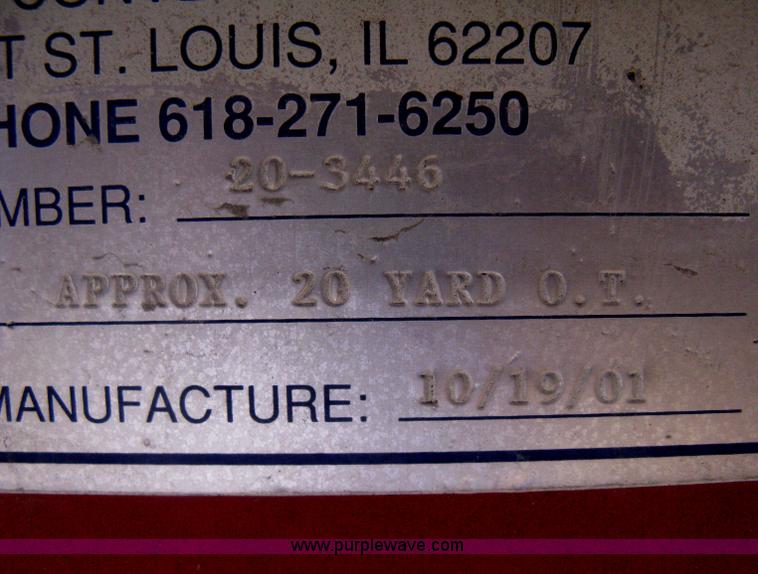 T ST. LOUIS, IL 62207
HONE 618-271-6250
MBER: 20-3446
APPROX. 20 YARD O.T.
MANUFACTURE: 10/19/01
www.purplewave.com